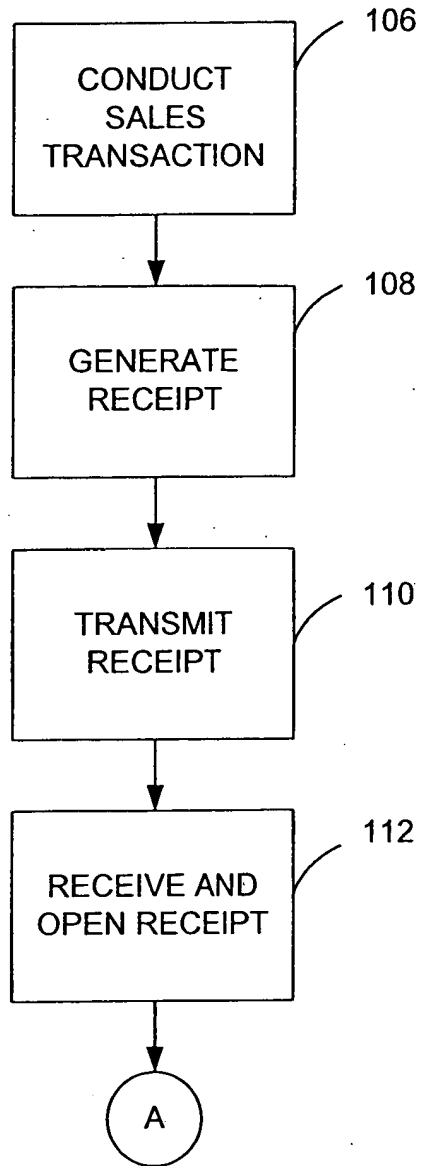 106
CONDUCT
SALES
TRANSACTION
108
GENERATE
RECEIPT
110
TRANSMIT
RECEIPT
112
RECEIVE AND
OPEN RECEIPT
A